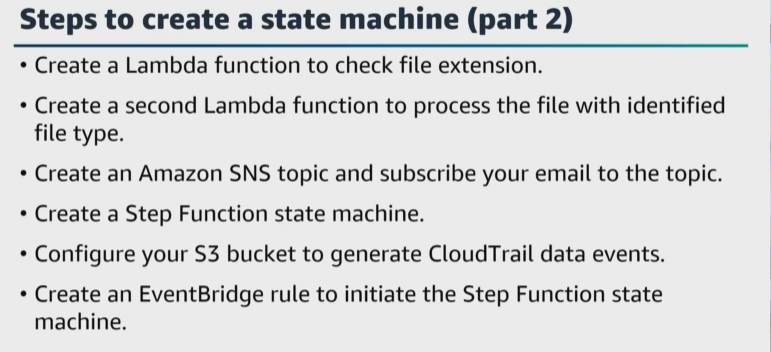 Steps to create a state machine (part 2)
• Create a Lambda function to check file extension.
• Create a second Lambda function to process the file with identified
file type.
• Create an Amazon SNS topic and subscribe your email to the topic.
• Create a Step Function state machine.
• Configure your S3 bucket to generate CloudTrail data events.
• Create an EventBridge rule to initiate the Step Function state
machine.